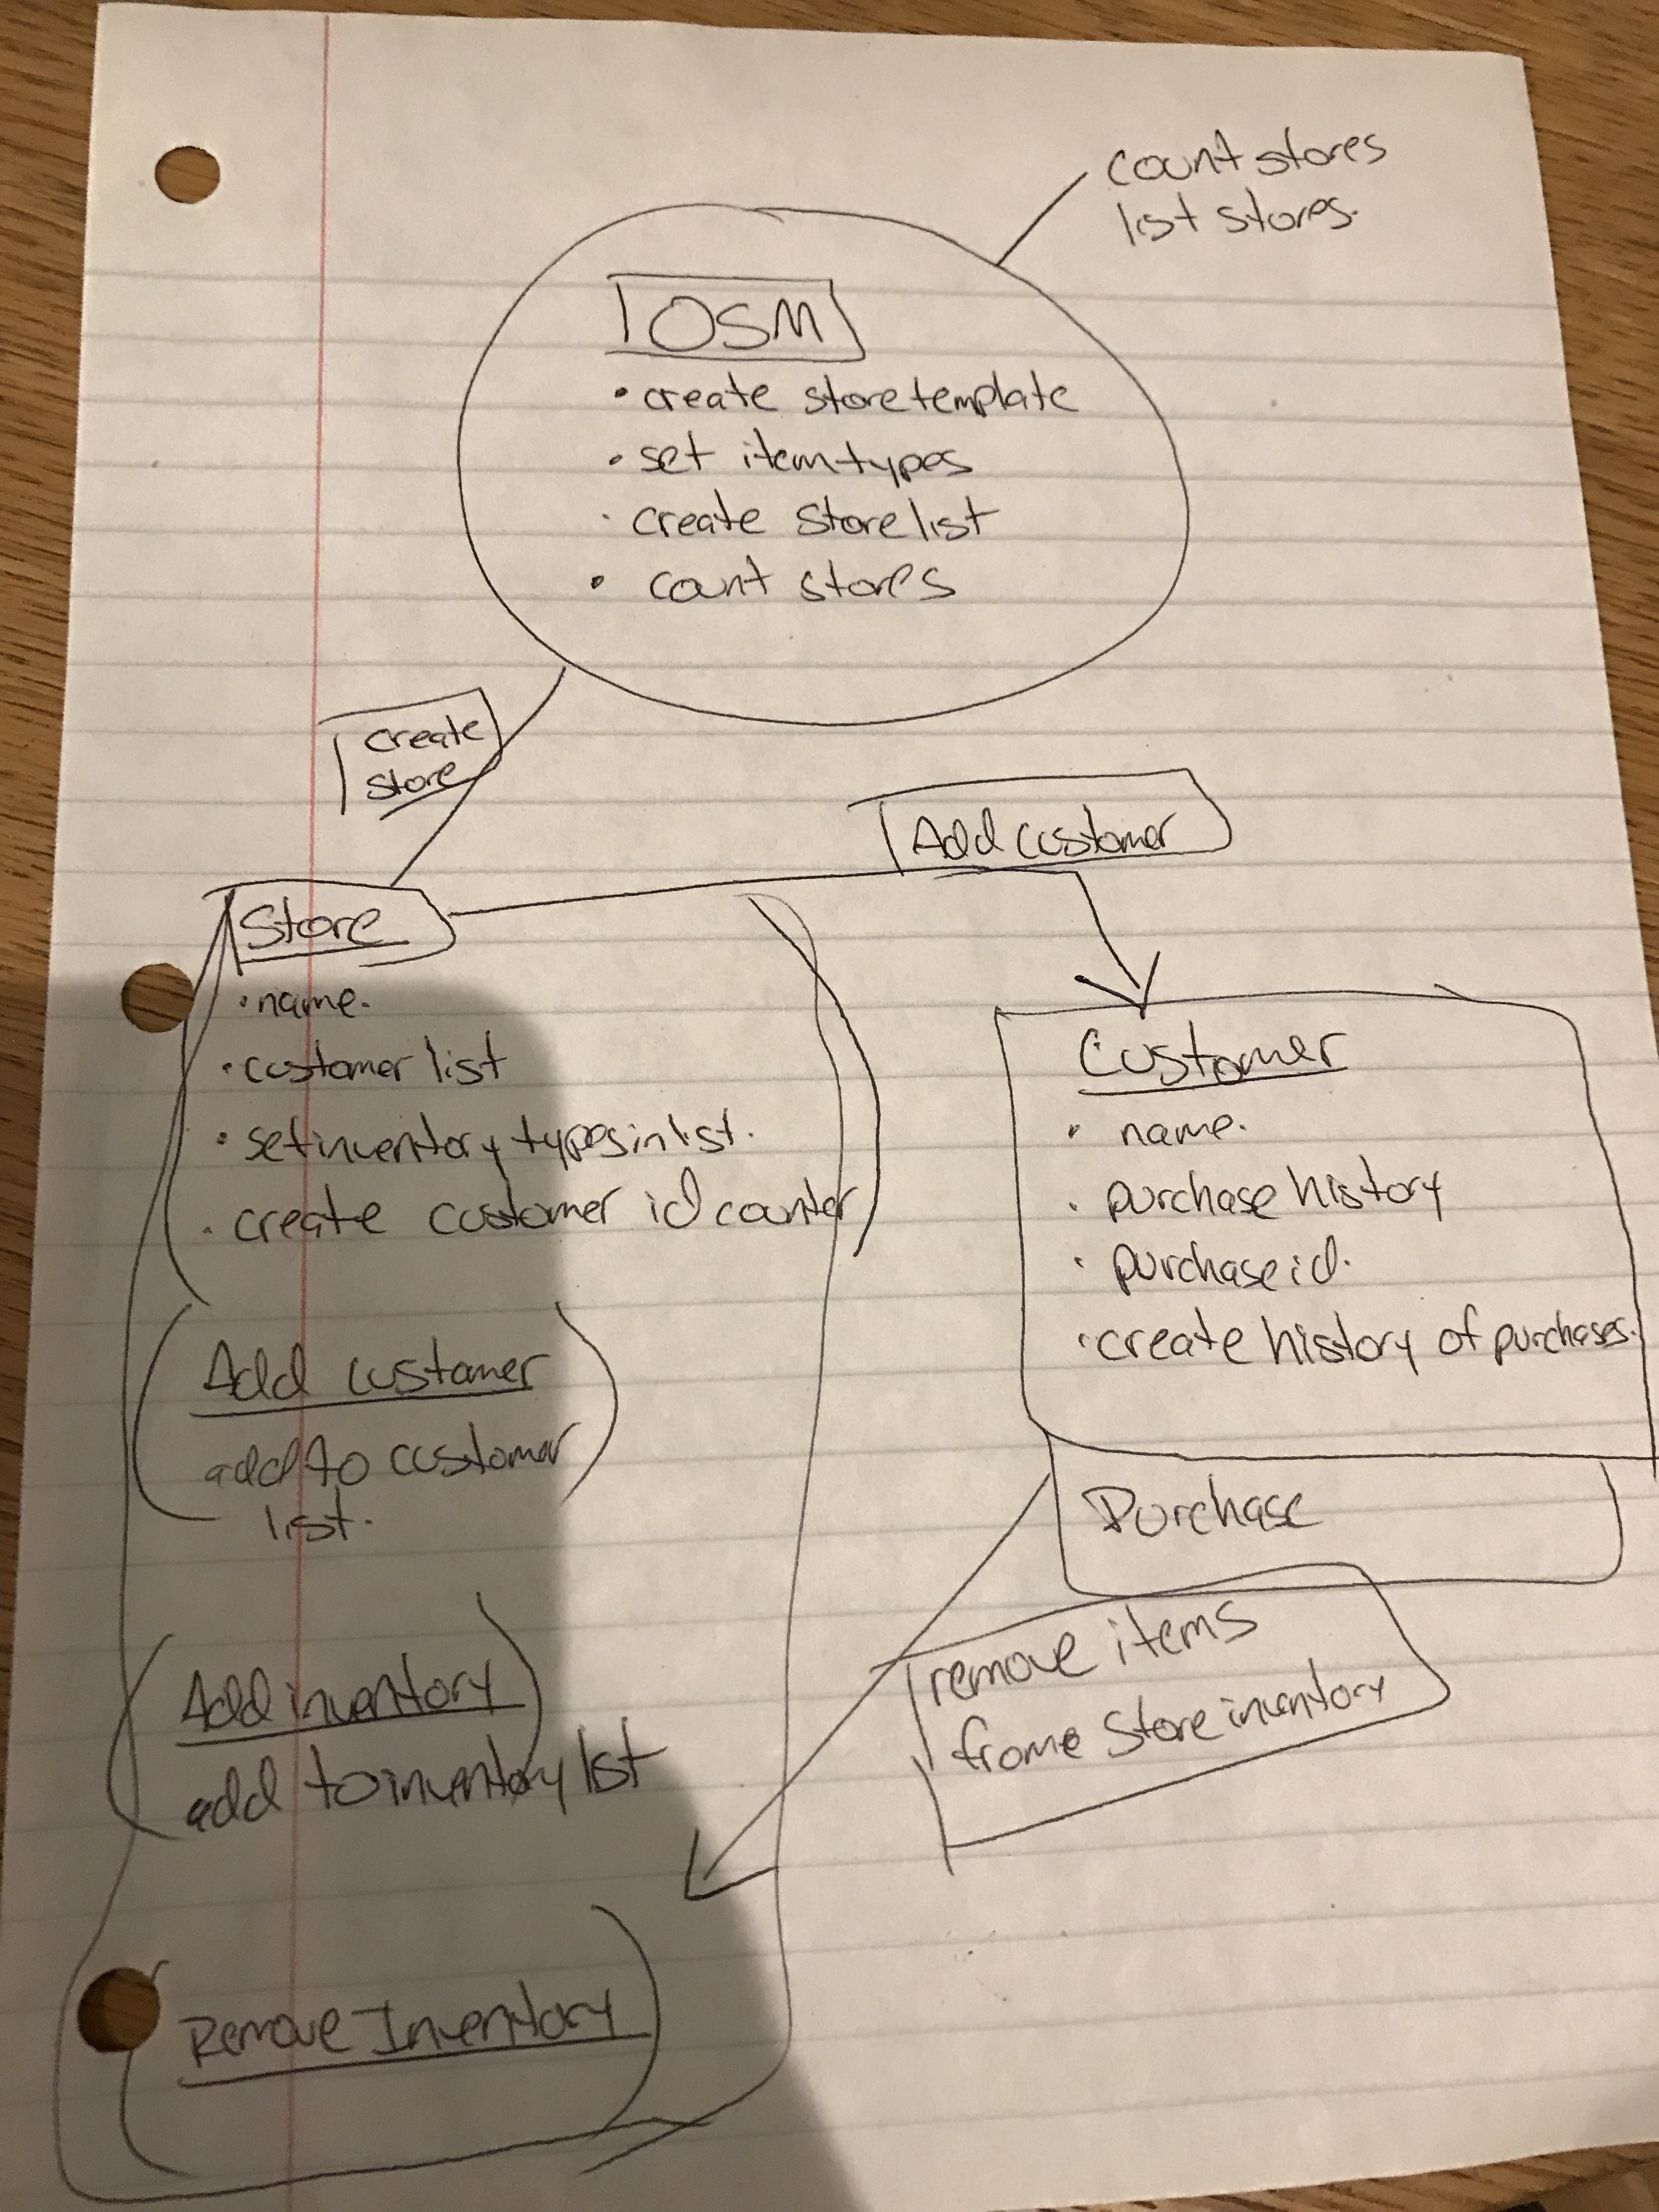 count stores
list stores.
OSM
• create store template
• set item types
• create Store list
• count stores
create
store
Add customer
Store
• name.
• customer list
• set inventory types in list.
• create customer id counter
Customer
• name.
• purchase history
• purchase id.
• create history of purchases.
Add customer
add to customer
list.
Purchase
remove items
frome Store inventory
Add inventory
add to inventory list
Remove Inventory